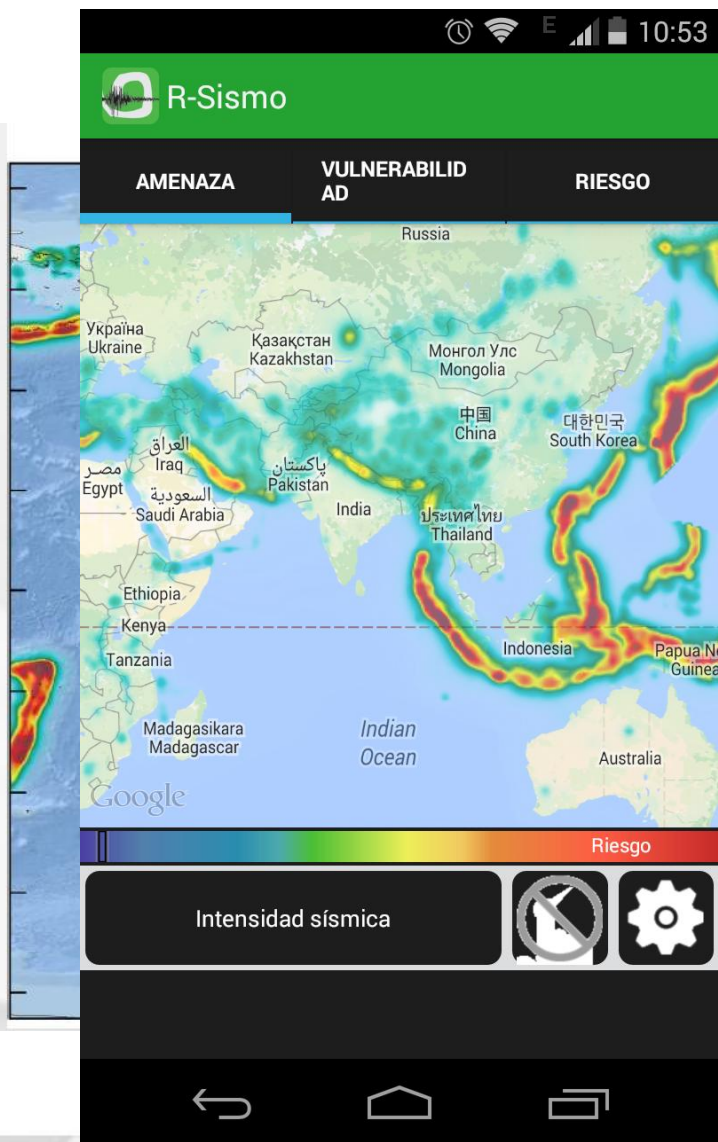 E 10:53
R-Sismo
AMENAZA
VULNERABILID
AD
RIESGO
Russia
Україна
Ukraine
Қазақстан
Kazakhstan
Монгол Улс
Mongolia
中国
China
대한민국
South Korea
العراق
Iraq
مصر
Egypt
پاکستان
Pakistan
السعودية
Saudi Arabia
India
ประเทศไทย
Thailand
Ethiopia
Kenya
Tanzania
Indonesia
Papua N
Guinea
Madagasikara
Madagascar
Indian
Ocean
Australia
Google
Riesgo
Intensidad sísmica